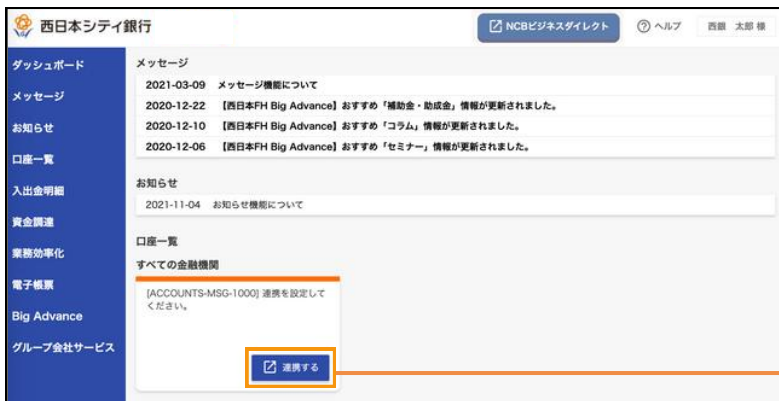 西日本シティ銀行
NCBビジネスダイレクト
ヘルプ
西銀 太郎 様
ダッシュボード
メッセージ
お知らせ
口座一覧
入出金明細
資金調達
業務効率化
電子帳票
Big Advance
グループ会社サービス
メッセージ
2021-03-09 メッセージ機能について
2020-12-22 【西日本FH Big Advance】おすすめ「補助金・助成金」情報が更新されました。
2020-12-10 【西日本FH Big Advance】おすすめ「コラム」情報が更新されました。
2020-12-06 【西日本FH Big Advance】おすすめ「セミナー」情報が更新されました。
お知らせ
2021-11-04 お知らせ機能について
口座一覧
すべての金融機関
[ACCOUNTS-MSG-1000] 連携を設定して
ください。
連携する